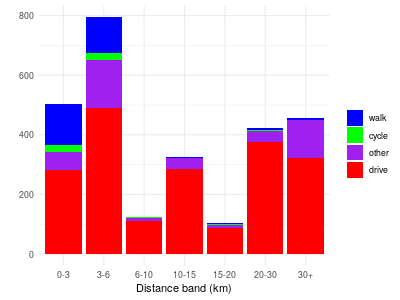 800
600
400
200
0
0-3 3-6 6-10 10-15 15-20 20-30 30+
Distance band (km)
walk
cycle
other
drive